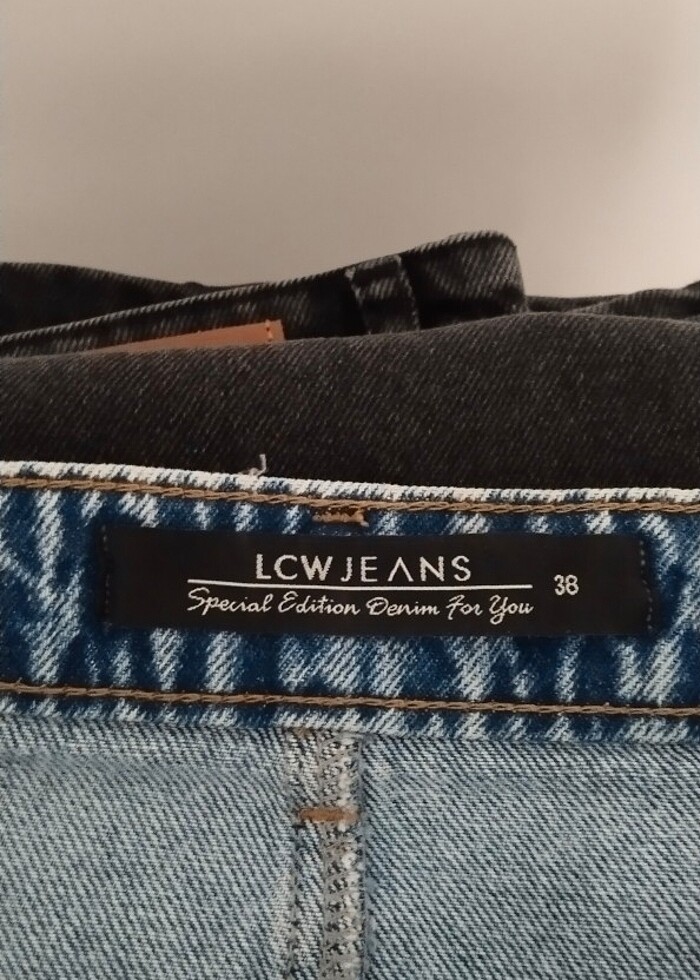 LCWJEANS
38
Special Edition Denim For You